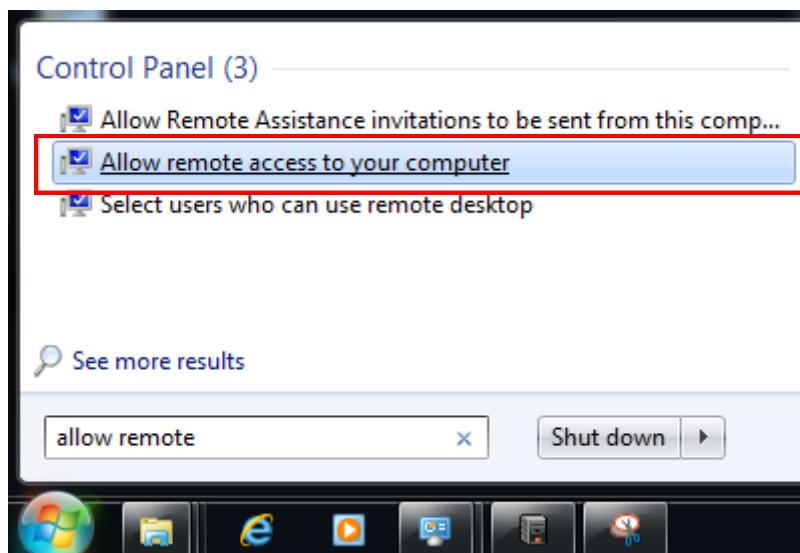 Control Panel (3)
Allow Remote Assistance invitations to be sent from this comp...
Allow remote access to your computer
Select users who can use remote desktop
See more results
allow remote
Shut down